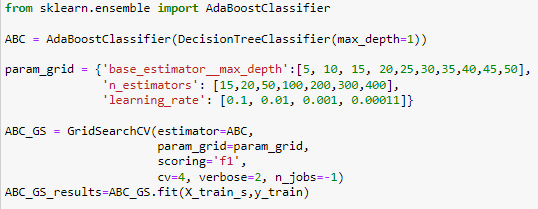 from sklearn.ensemble import AdaBoostClassifier
ABC = AdaBoostClassifier(DecisionTreeClassifier(max_depth=1))
param_grid = {'base_estimator__max_depth':[5, 10, 15, 20,25,30,35,40,45,50],
'n_estimators': [15,20,50,100,200,300,400],
'learning_rate': [0.1, 0.01, 0.001, 0.00011]}
ABC_GS = GridSearchCV(estimator=ABC,
param_grid=param_grid,
scoring='f1',
cv=4, verbose=2, n_jobs=-1)
ABC_GS_results=ABC_GS.fit(X_train_s,y_train)